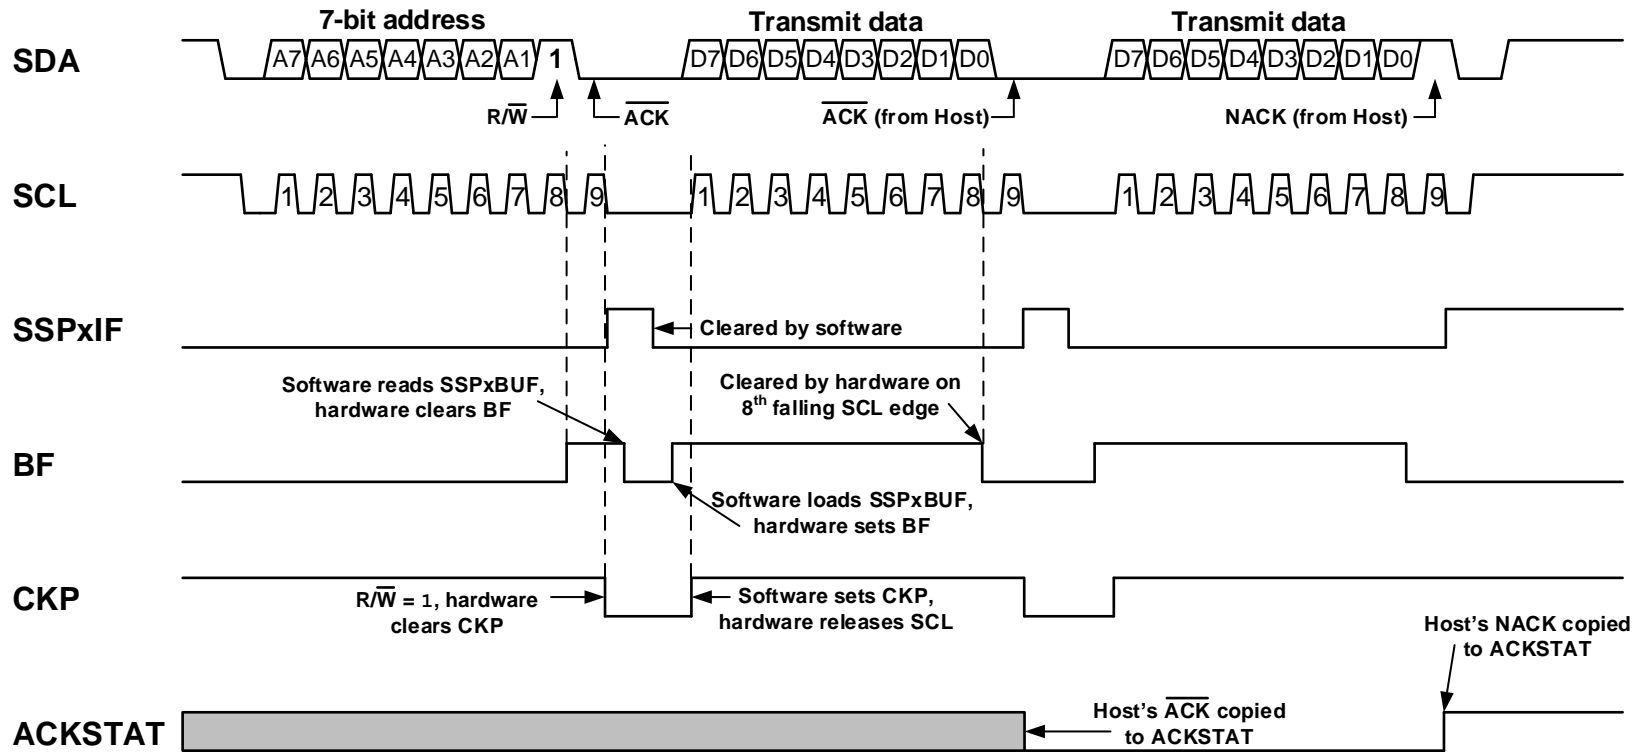 7-bit address Transmit data Transmit data
SDA A7 A6 A5 A4 A3 A2 A1 1 D7 D6 D5 D4 D3 D2 D1 D0 D7 D6 D5 D4 D3 D2 D1 D0
R/W̅ A̅C̅K̅ A̅C̅K̅ (from Host) NACK (from Host)
SCL 1 2 3 4 5 6 7 8 9 1 2 3 4 5 6 7 8 9 1 2 3 4 5 6 7 8 9
SSPxIF
Cleared by software
Software reads SSPxBUF,
hardware clears BF
Cleared by hardware on
8th falling SCL edge
BF
Software loads SSPxBUF,
hardware sets BF
CKP
R/W̅ = 1, hardware
clears CKP
Software sets CKP,
hardware releases SCL
Host's NACK copied
to ACKSTAT
ACKSTAT
Host's A̅C̅K̅ copied
to ACKSTAT